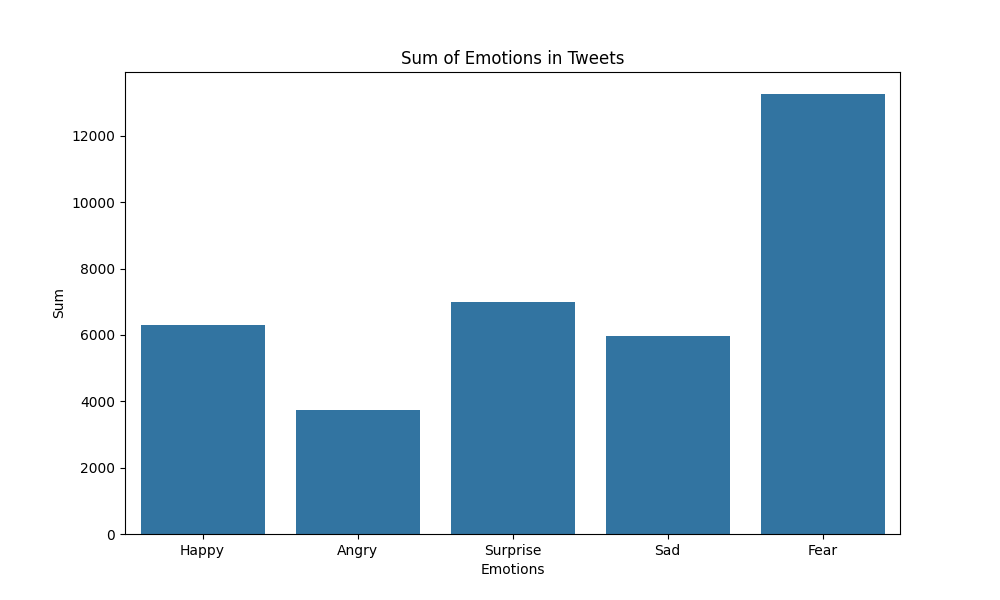 Sum of Emotions in Tweets
Sum
12000
10000
8000
6000
4000
2000
0
Happy Angry Surprise Sad Fear
Emotions